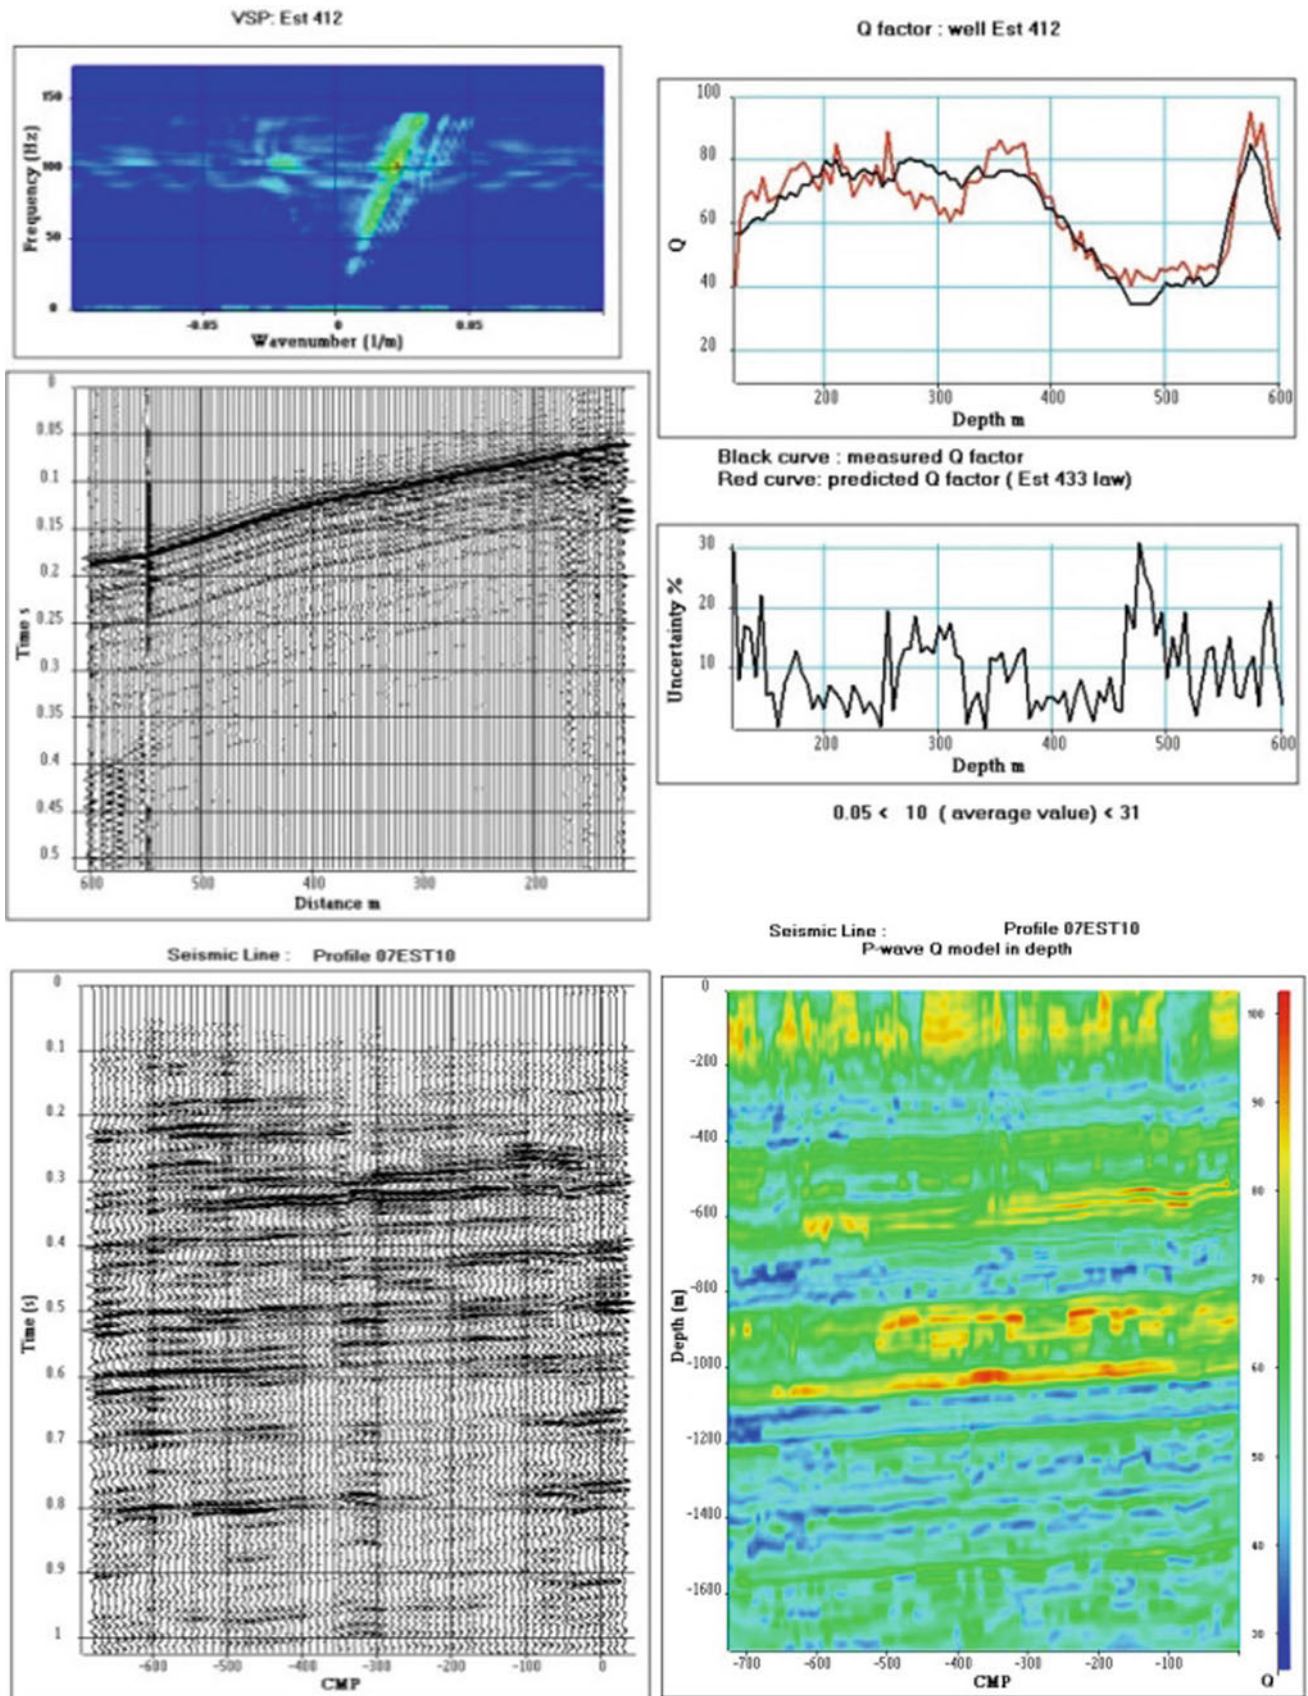 VSP: Est 412
150
100
50
0
Frequency (Hz)
-0.05 0 0.05
Wavenumber (1/m)
Q factor : well Est 412
100
80
60
40
20
Q
200 300 400 500 600
Depth m
Black curve : measured Q factor
Red curve: predicted Q factor ( Est 433 law)
0
0.05
0.1
0.15
0.2
0.25
0.3
0.35
0.4
0.45
0.5
Time s
600 500 400 300 200
Distance m
30
20
10
Uncertainty %
200 300 400 500 600
Depth m
0.05 < 10 ( average value) < 31
Seismic Line : Profile 07EST10
0
0.1
0.2
0.3
0.4
0.5
0.6
0.7
0.8
0.9
1
Time (s)
-600 -500 -400 -300 -200 -100 0
CMP
Seismic Line : Profile 07EST10
P-wave Q model in depth
0
-200
-400
-600
-800
-1000
-1200
-1400
-1600
Depth (m)
-700 -600 -500 -400 -300 -200 -100
CMP
100
90
80
70
60
50
40
30
Q